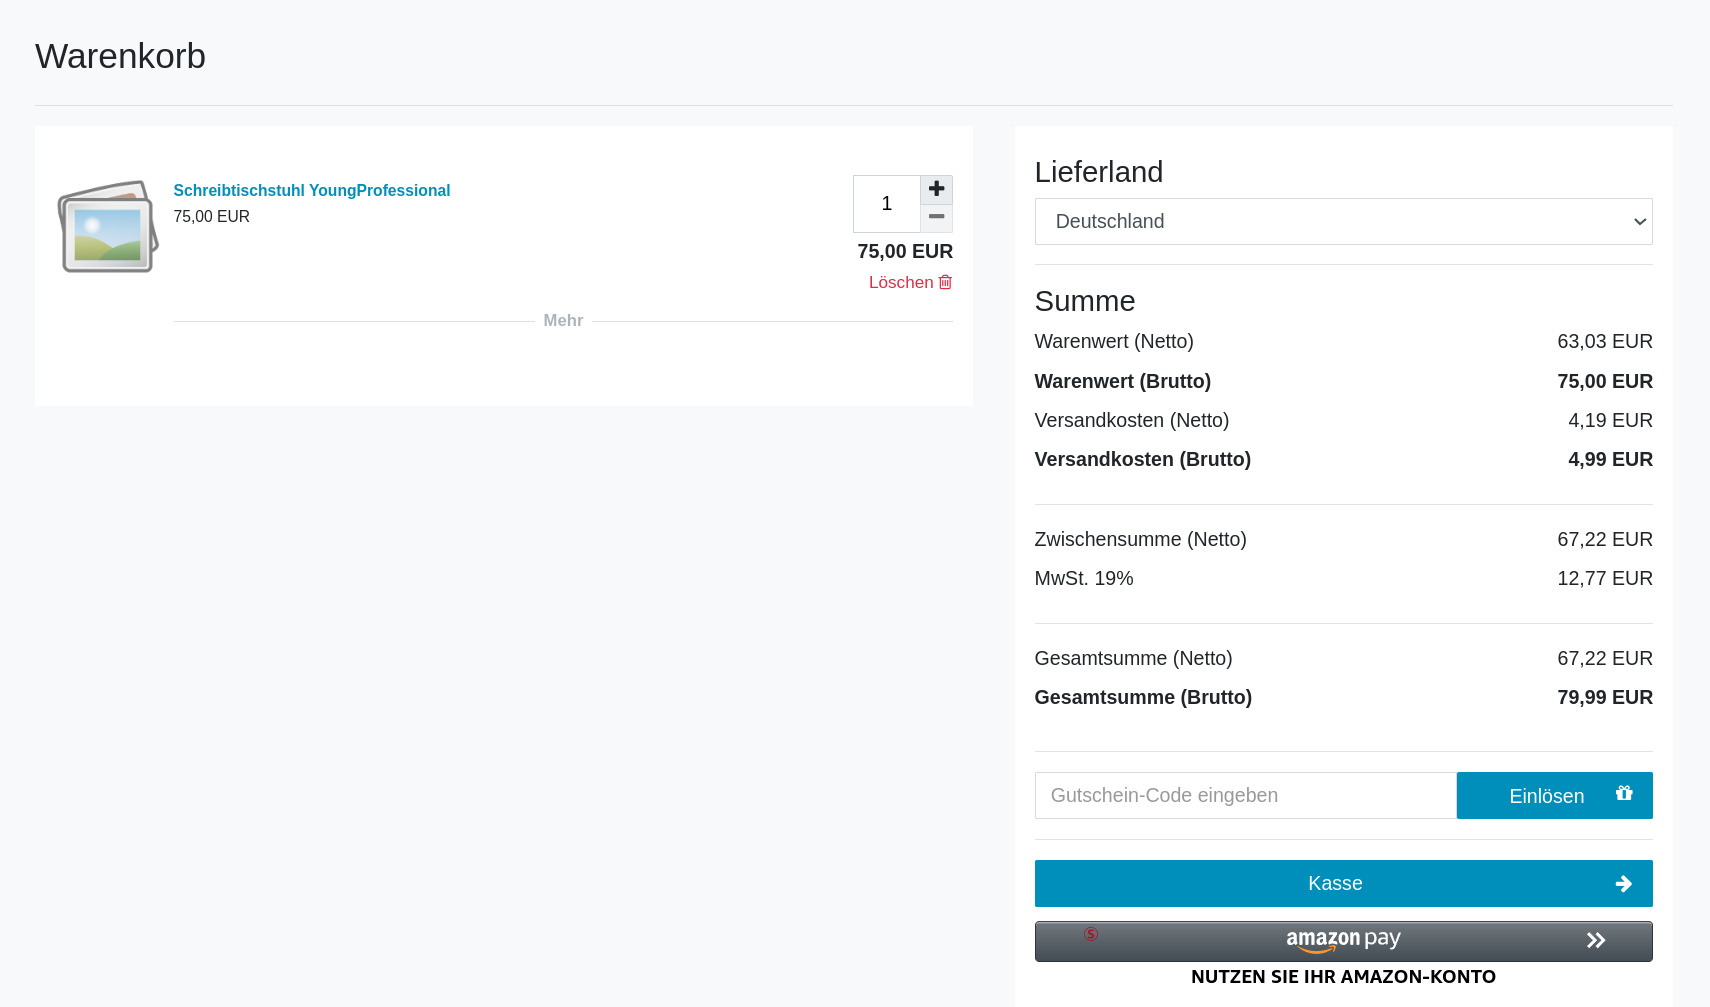 Warenkorb
Schreibtischstuhl YoungProfessional
75,00 EUR
1
75,00 EUR
Löschen
Mehr
Lieferland
Deutschland
Summe
Warenwert (Netto) 63,03 EUR
Warenwert (Brutto) 75,00 EUR
Versandkosten (Netto) 4,19 EUR
Versandkosten (Brutto) 4,99 EUR
Zwischensumme (Netto) 67,22 EUR
MwSt. 19% 12,77 EUR
Gesamtsumme (Netto) 67,22 EUR
Gesamtsumme (Brutto) 79,99 EUR
Gutschein-Code eingeben Einlösen
Kasse
Ⓢ amazon pay
NUTZEN SIE IHR AMAZON-KONTO